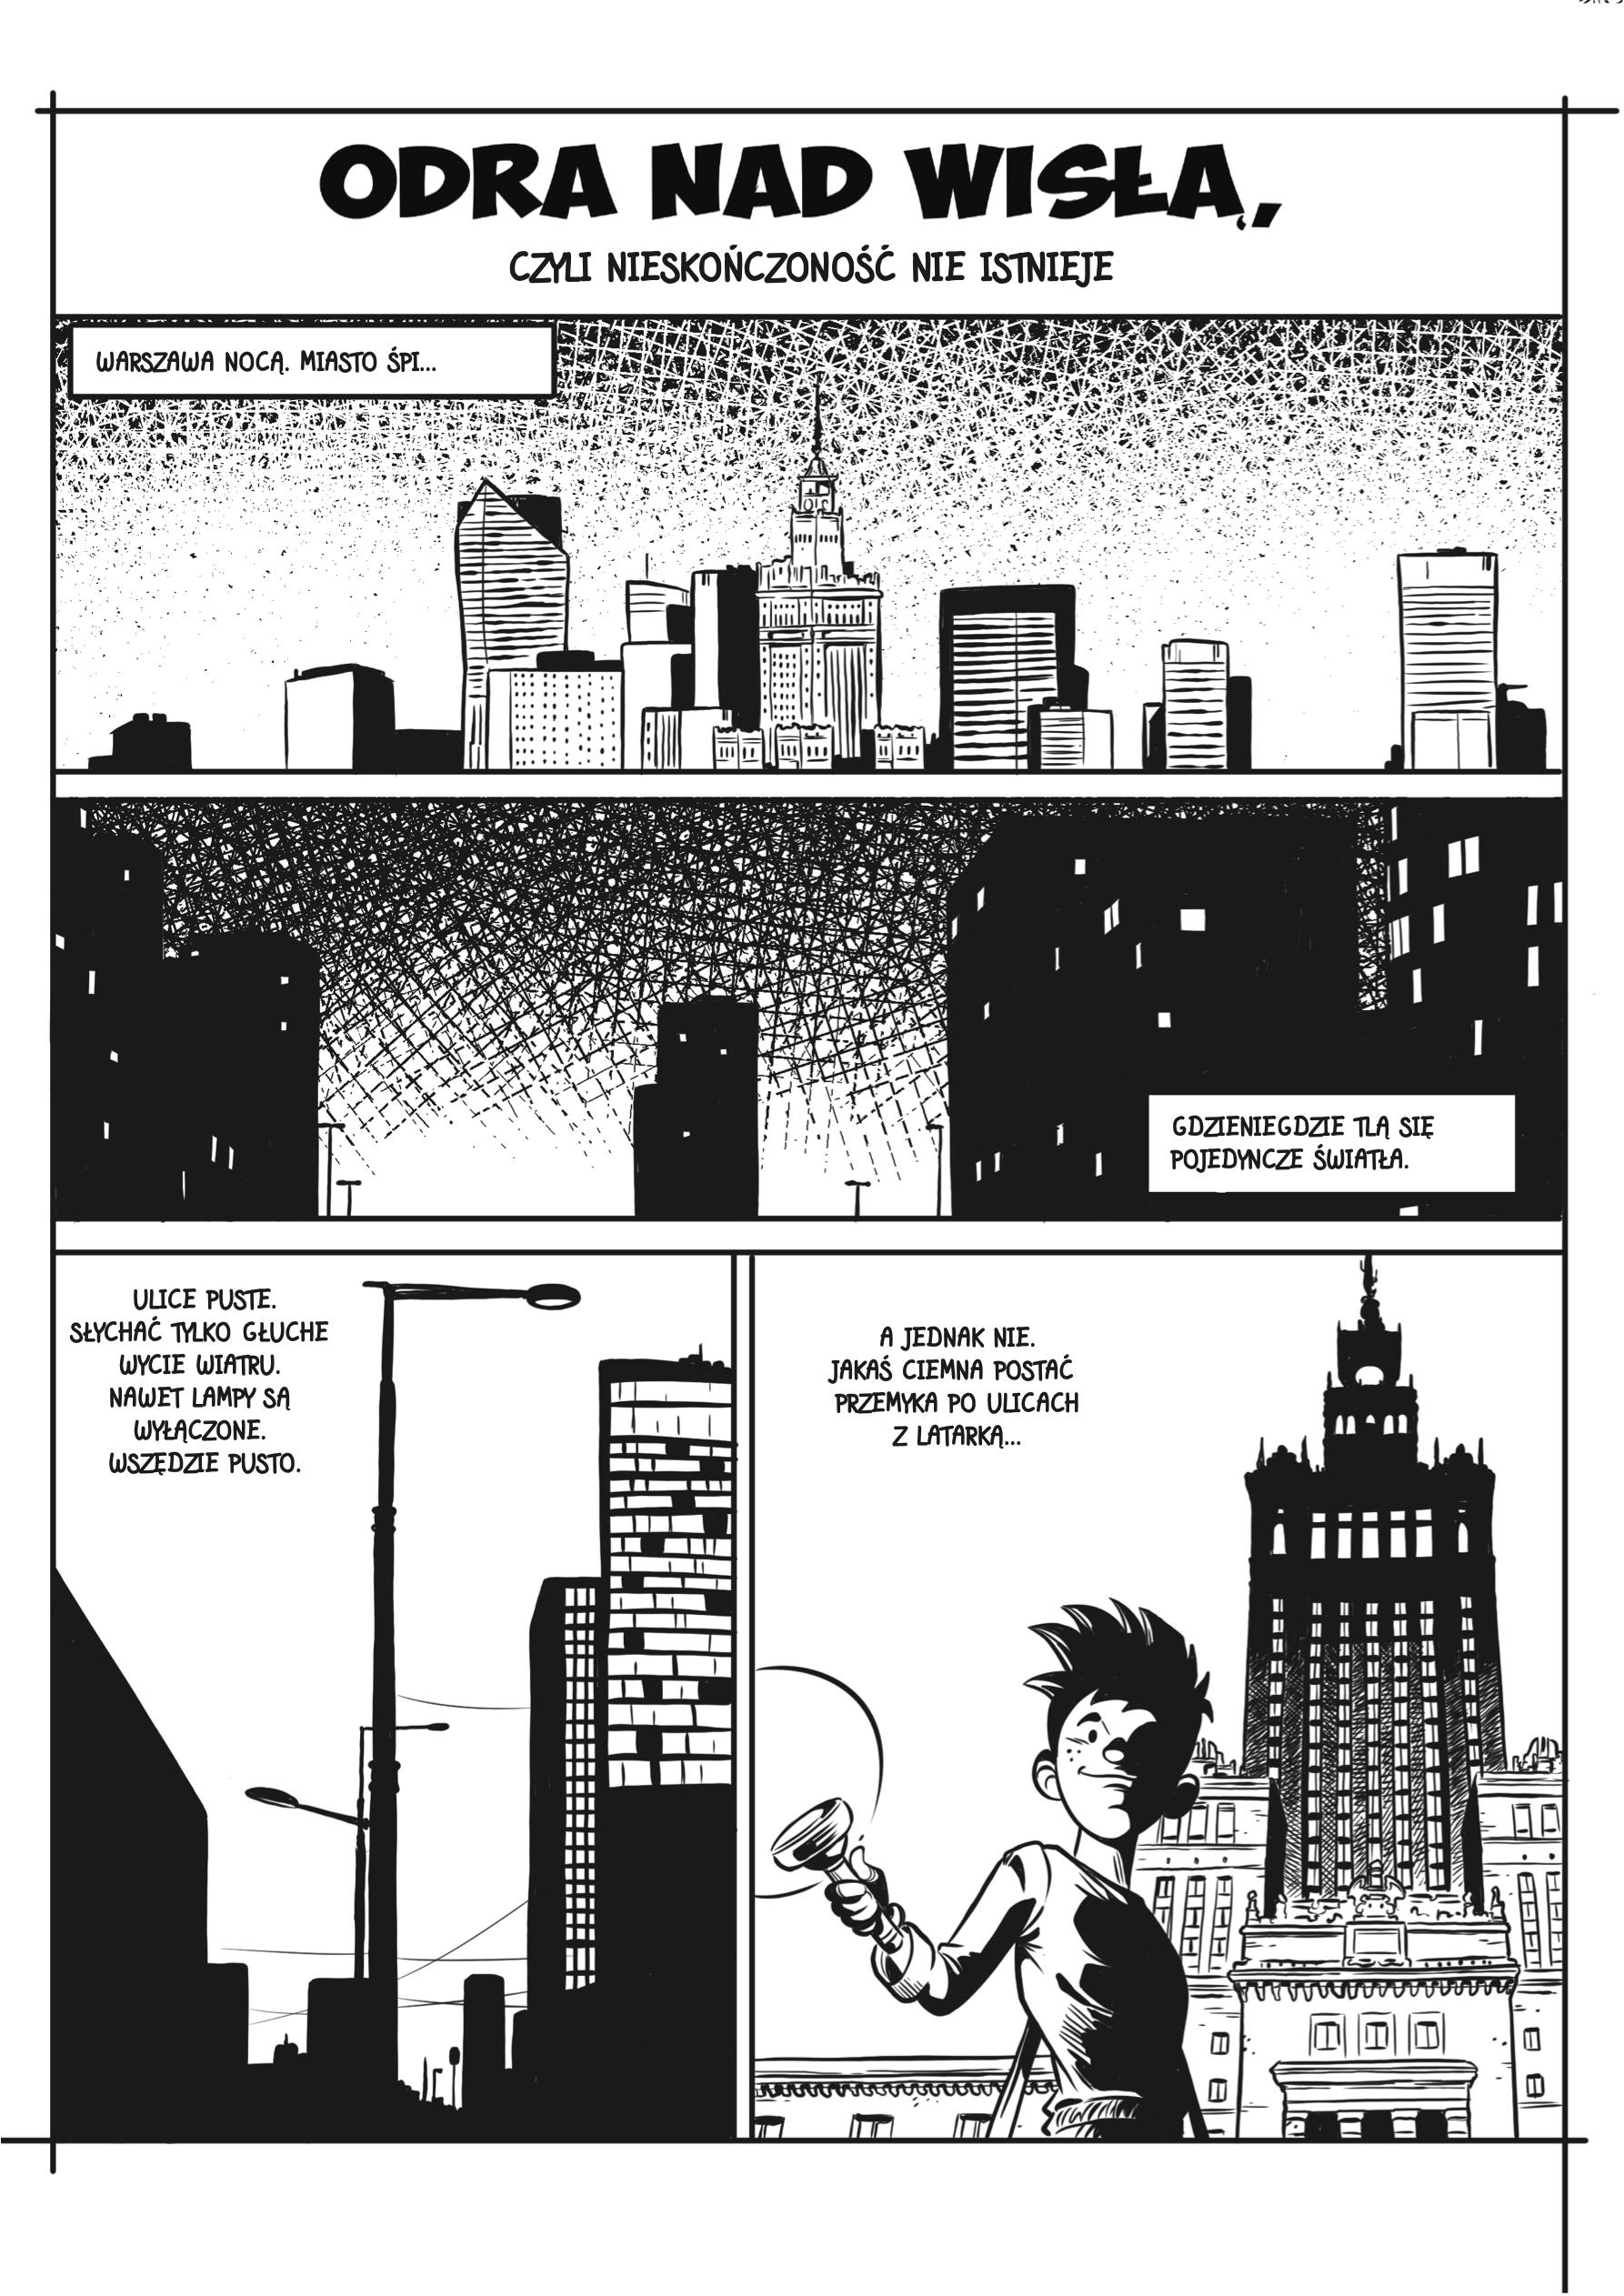 ODRA NAD WISŁĄ,
CZYLI NIESKOŃCZONOŚĆ NIE ISTNIEJE
WARSZAWA NOCĄ. MIASTO ŚPI...
GDZIENIEGDZIE TLĄ SIĘ
POJEDYNCZE ŚWIATŁA.
ULICE PUSTE.
SŁYCHAĆ TYLKO GŁUCHE
WYCIE WIATRU.
NAWET LAMPY SĄ
WYŁĄCZONE.
WSZĘDZIE PUSTO.
A JEDNAK NIE.
JAKAŚ CIEMNA POSTAĆ
PRZEMYKA PO ULICACH
Z LATARKĄ...